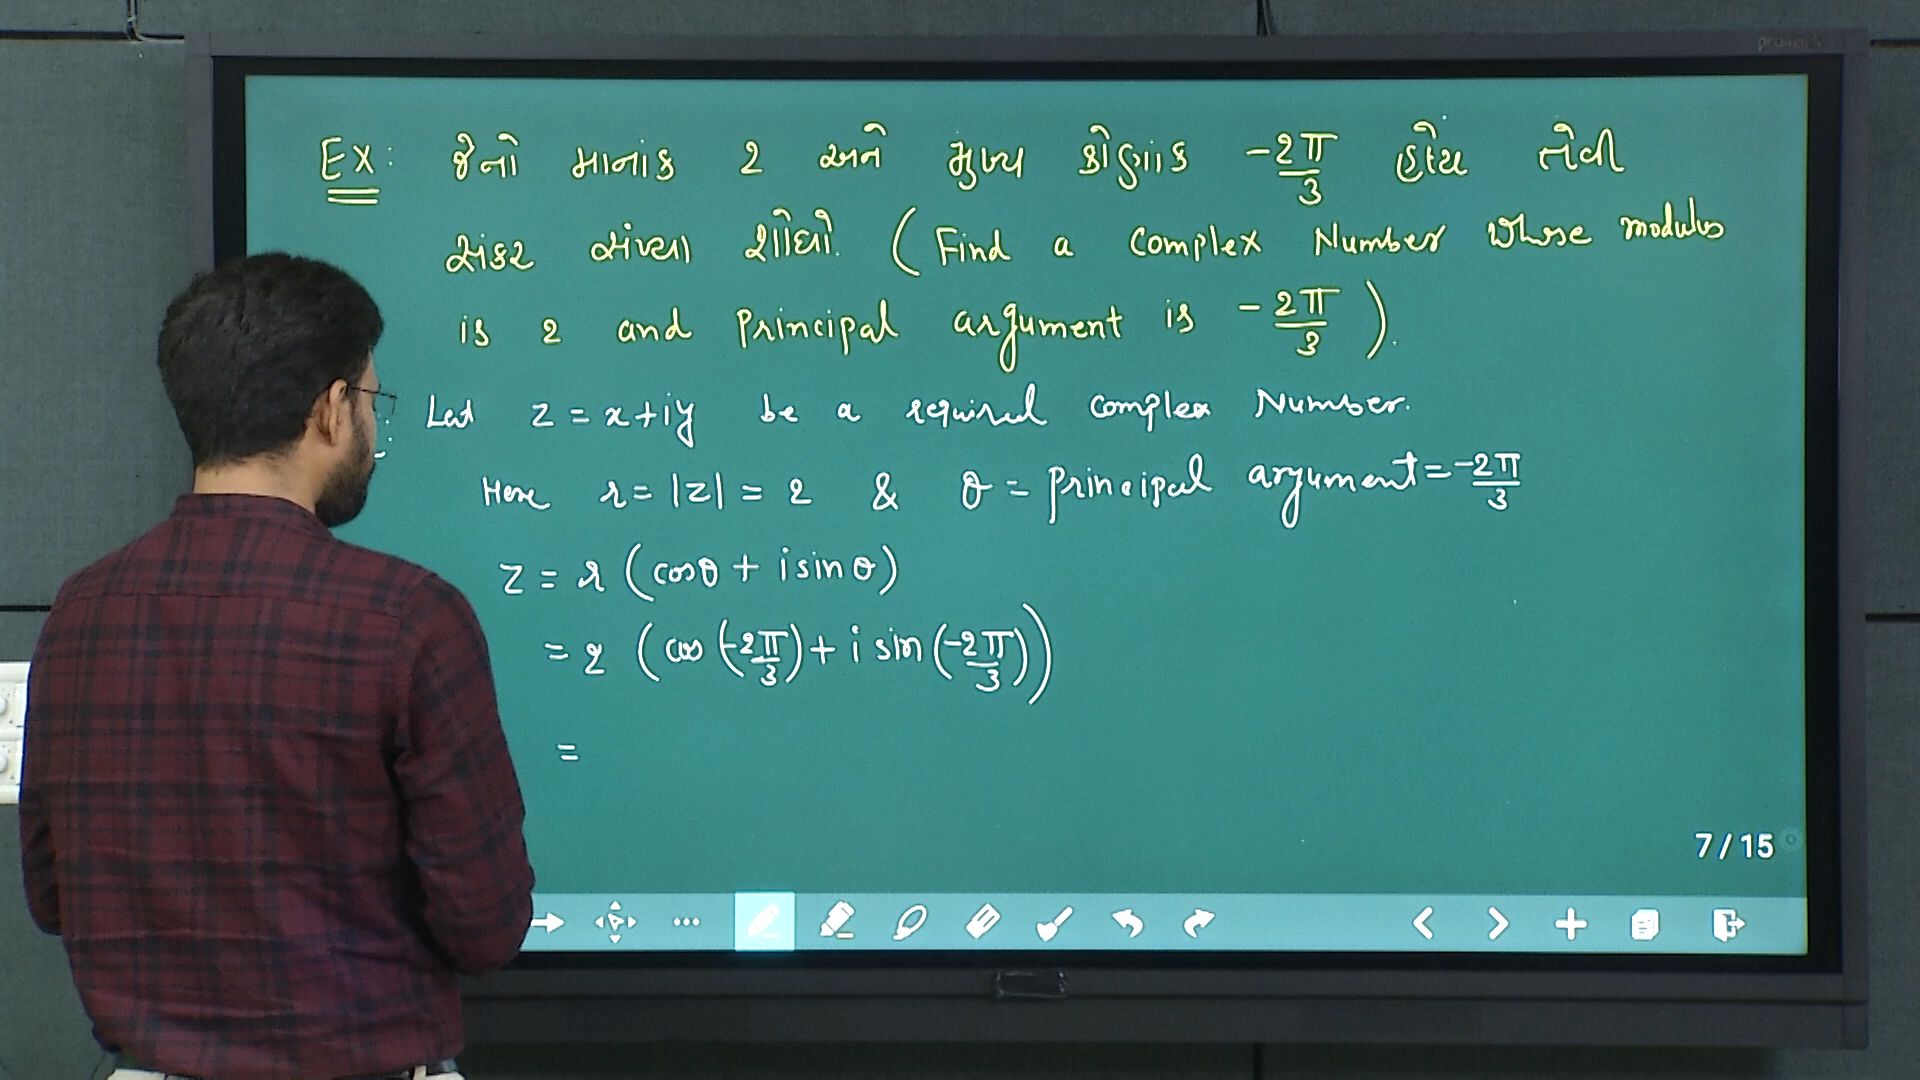 Ex: જેનો માનાંક 2 અને મુખ્ય કોણાંક -2π/3 હોય તેવી
સંકર સંખ્યા શોધો. (Find a complex Number whose modulus
is 2 and principal argument is -2π/3).
Let z = x+iy be a required complex Number.
Here r = |z| = 2 & θ = principal argument = -2π/3
z = r (cosθ + i sinθ)
= 2 (cos (-2π/3) + i sin (-2π/3))
=
7/15